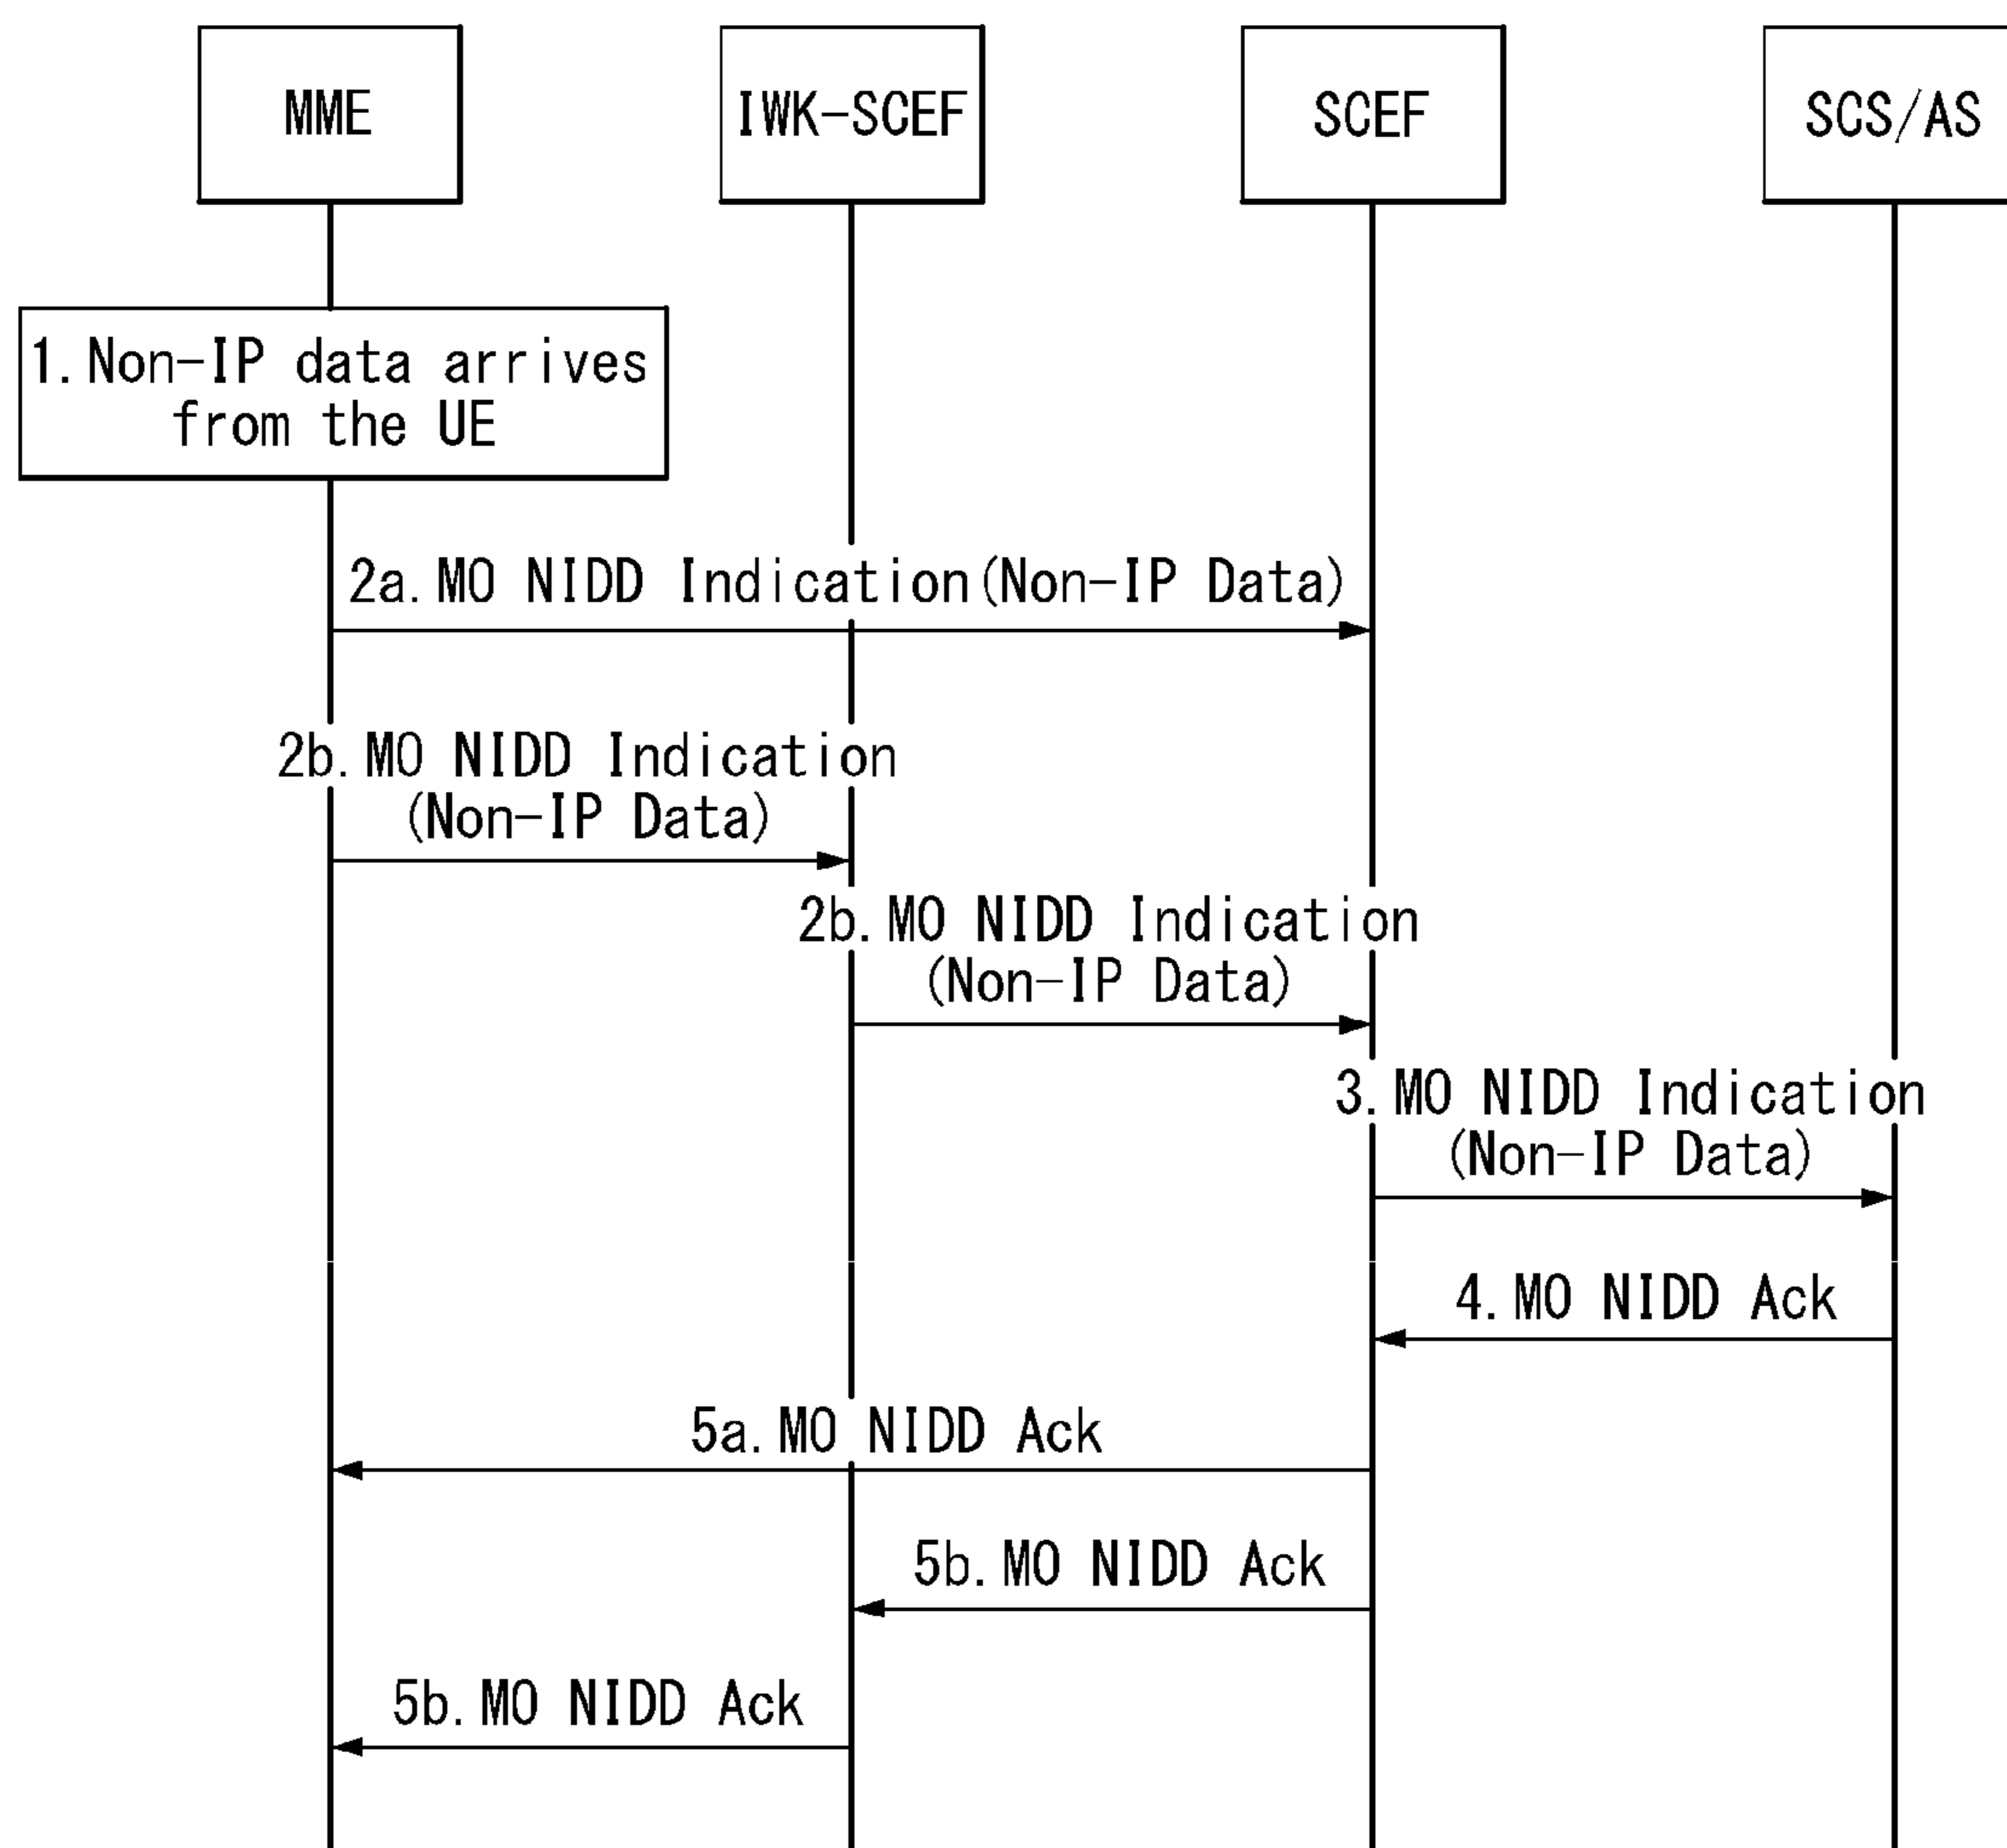 MME
IWK-SCEF
SCEF
SCS/AS
1. Non-IP data arrives
from the UE
2a. MO NIDD Indication(Non-IP Data)
2b. MO NIDD Indication
(Non-IP Data)
2b. MO NIDD Indication
(Non-IP Data)
3. MO NIDD Indication
(Non-IP Data)
4. MO NIDD Ack
5a. MO NIDD Ack
5b. MO NIDD Ack
5b. MO NIDD Ack